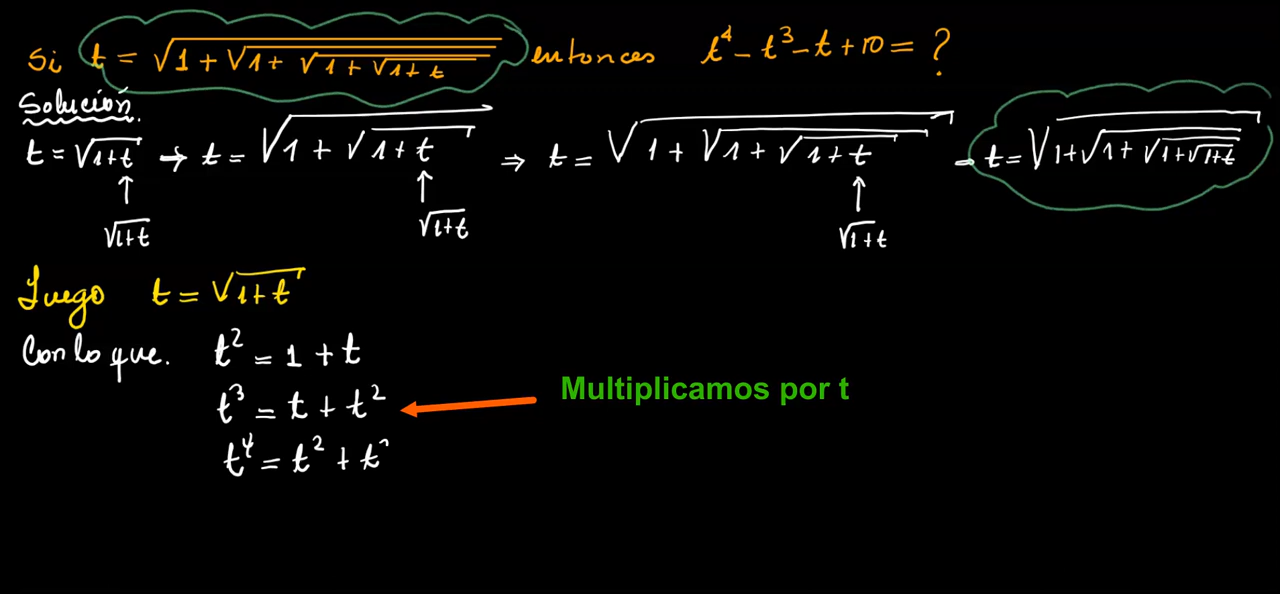 Si t = √(1 + √(1 + √(1 + √(1 + t)))) entonces t⁴ - t³ - t + 10 = ?
Solución.
t = √(1+t) → t = √(1 + √(1 + t)) ⇒ t = √(1 + √(1 + √(1 + t))) → t = √(1 + √(1 + √(1 + √(1+t))))
↑ ↑ ↑
√(1+t) √(1+t) √(1+t)
Luego t = √(1+t)
Con lo que. t² = 1 + t
t³ = t + t² Multiplicamos por t
t⁴ = t² + t